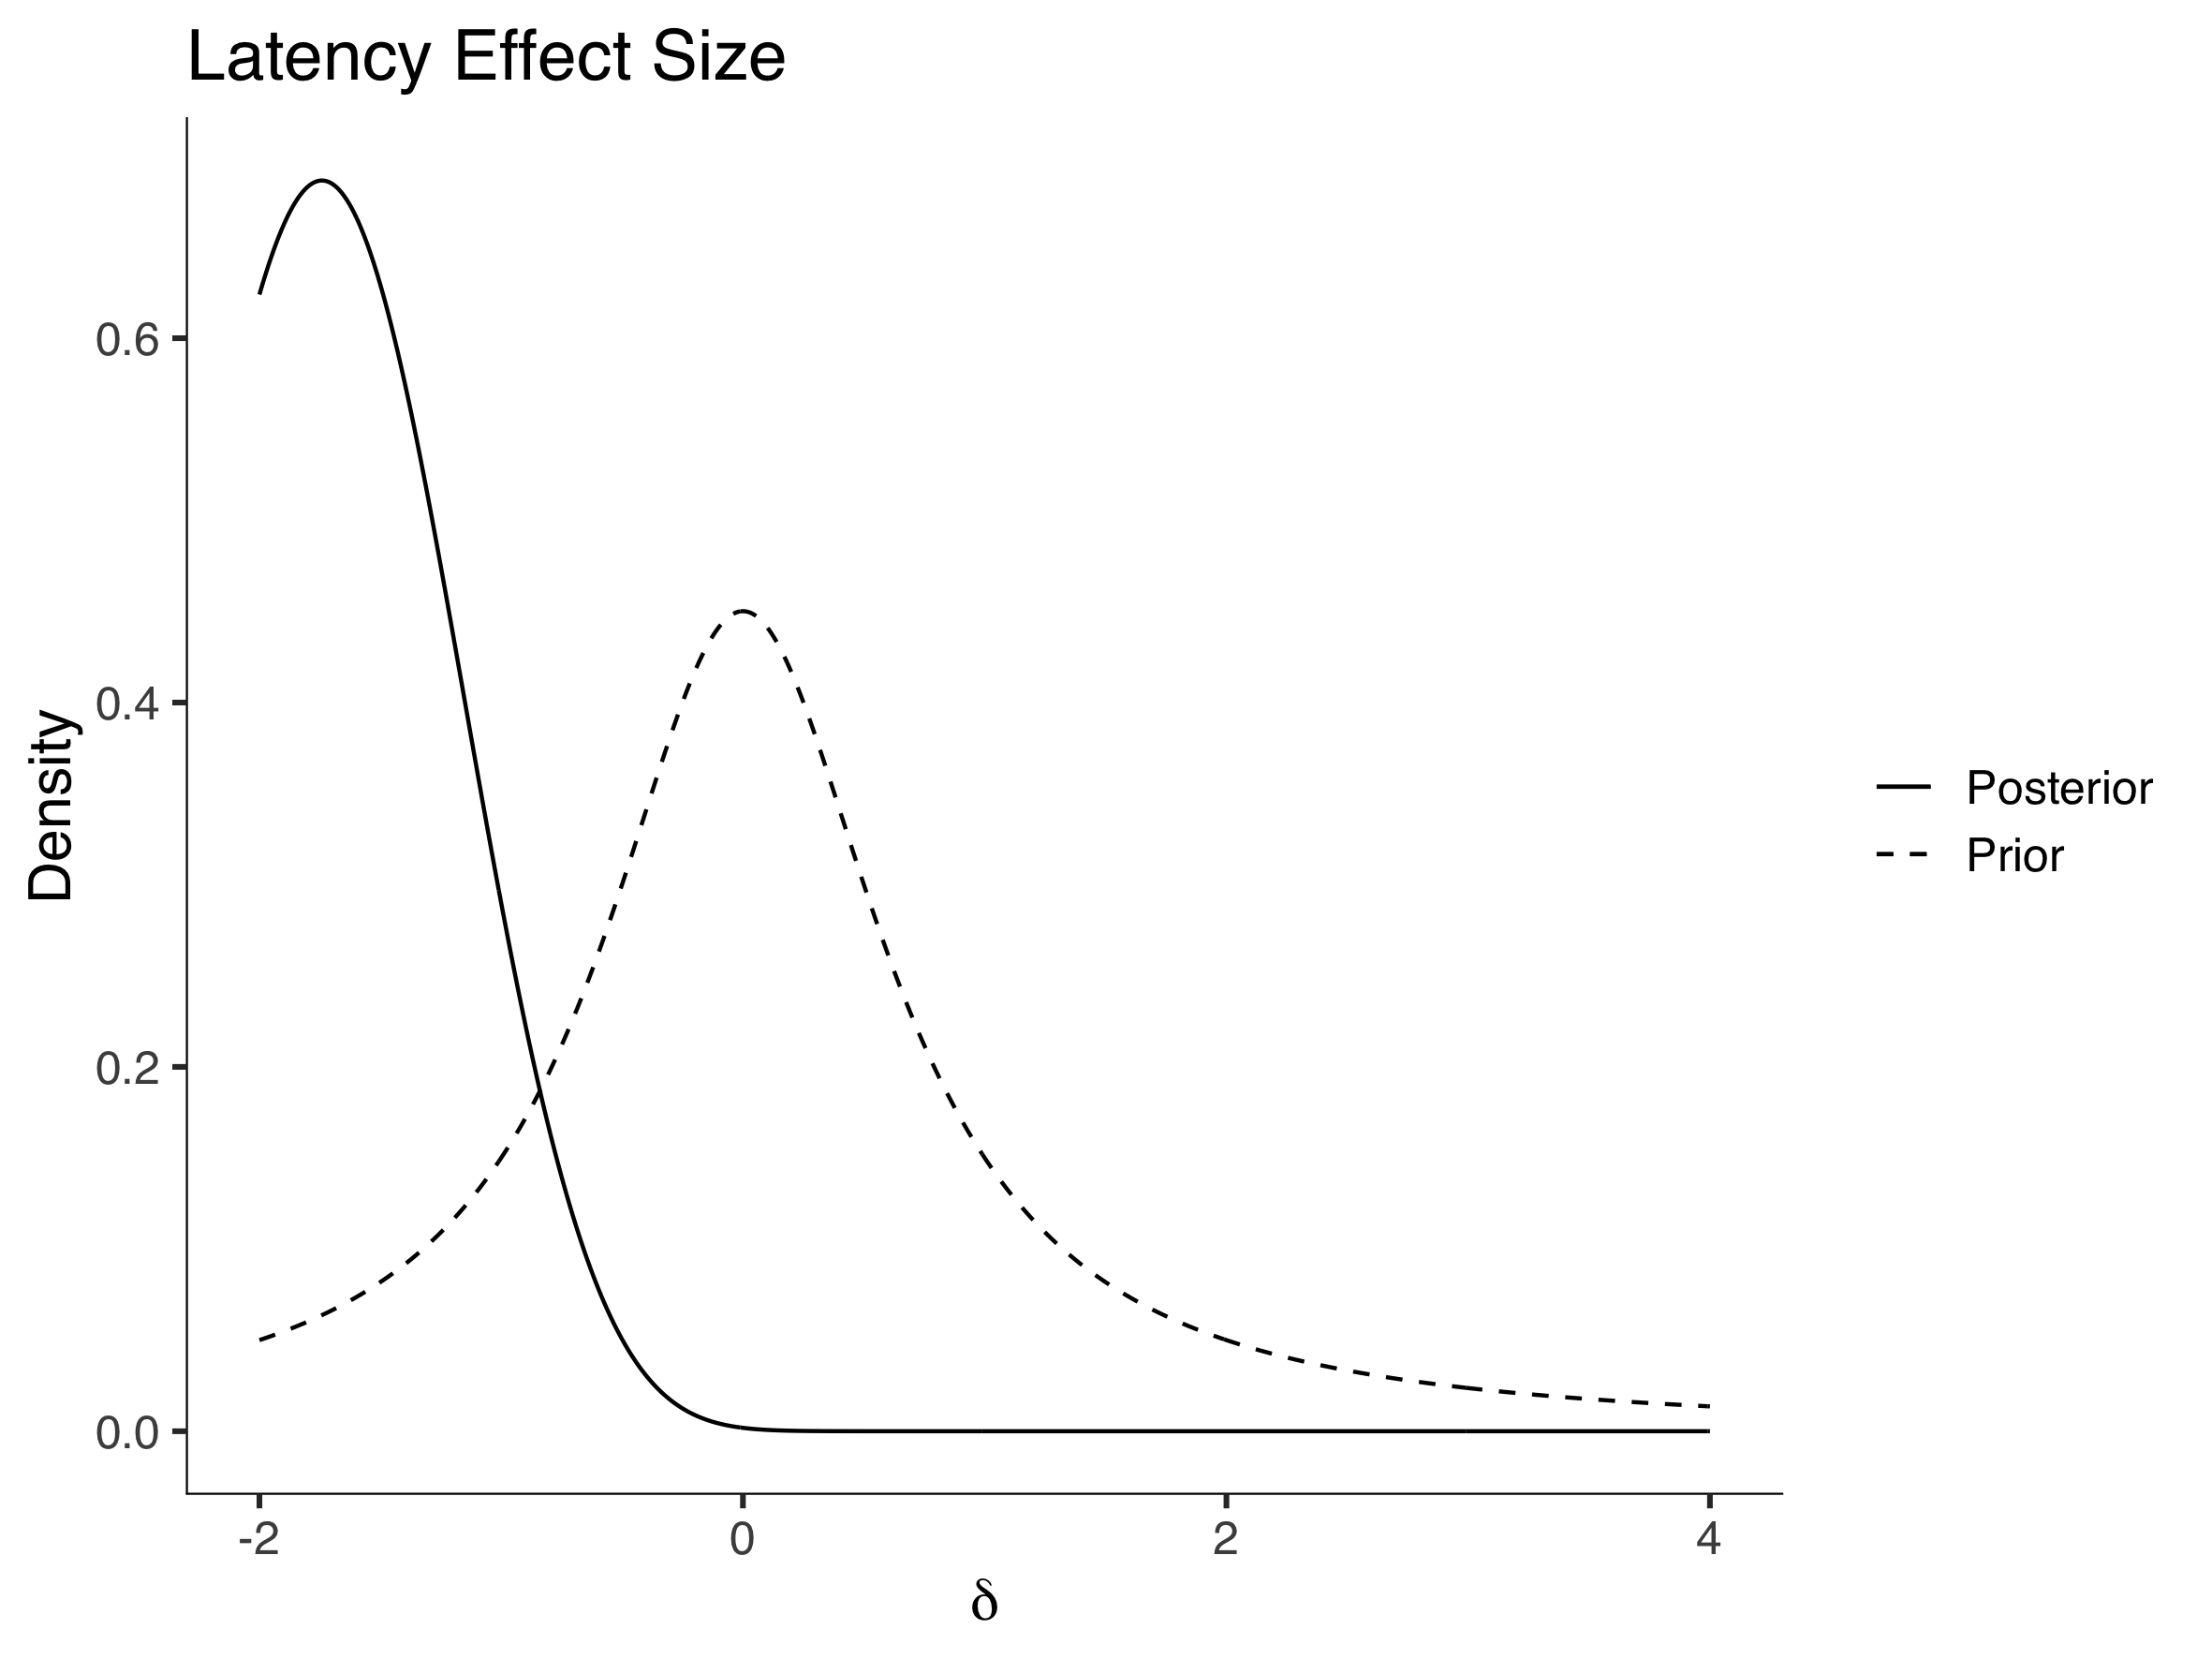 Latency Effect Size
Density
0.6
0.4
0.2
0.0
-2 0 2 4
δ
Posterior
Prior